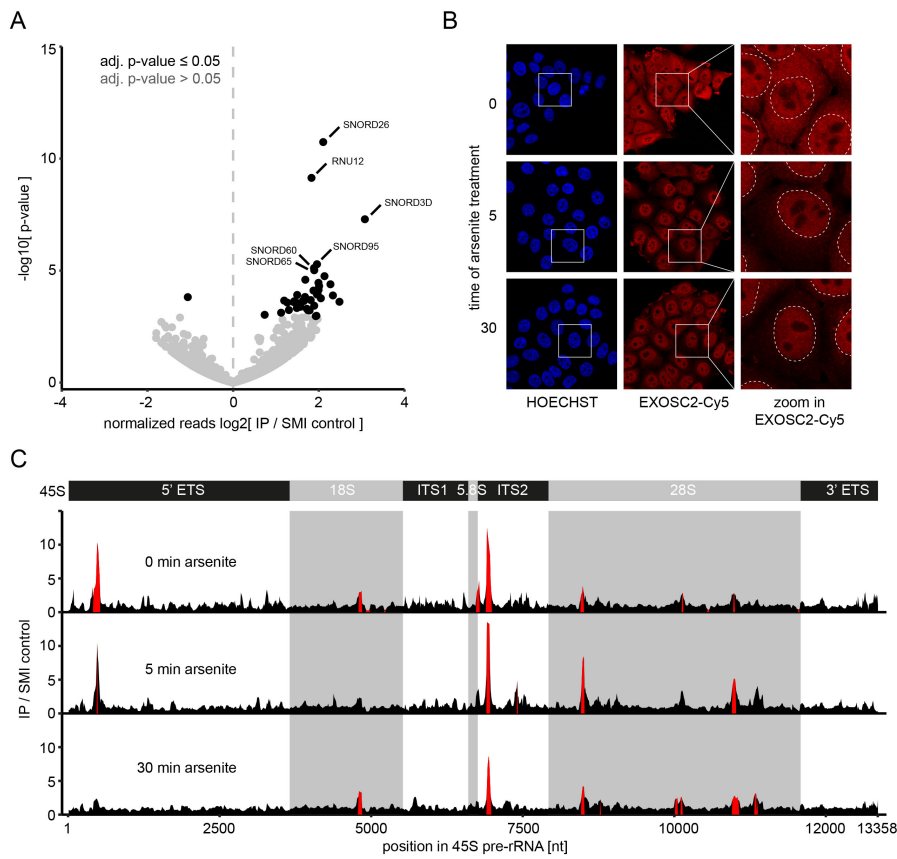 A
15
10
5
0
-log10[ p-value ]
adj. p-value ≤ 0.05
adj. p-value > 0.05
SNORD26
RNU12
SNORD3D
SNORD60
SNORD95
SNORD65
-4
-2
0
2
4
normalized reads log2[ IP / SMI control ]
B
time of arsenite treatment
0
5
30
HOECHST
EXOSC2-Cy5
zoom in
EXOSC2-Cy5
C
45S
5' ETS
18S
ITS1
5.8S
ITS2
28S
3' ETS
IP / SMI control
10
5
0
0 min arsenite
10
5
0
5 min arsenite
10
5
0
30 min arsenite
1
2500
5000
7500
10000
12000
13358
position in 45S pre-rRNA [nt]